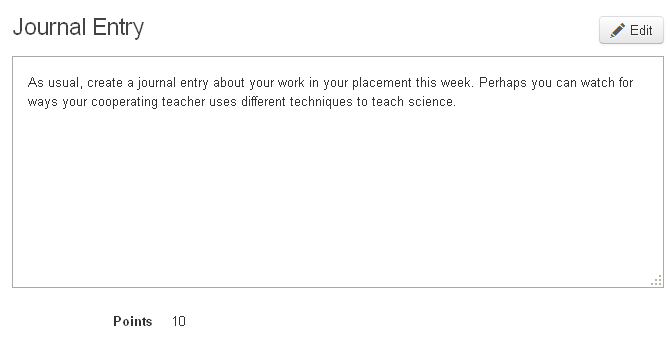 Journal Entry
Edit
As usual, create a journal entry about your work in your placement this week. Perhaps you can watch for
ways your cooperating teacher uses different techniques to teach science.
Points 10